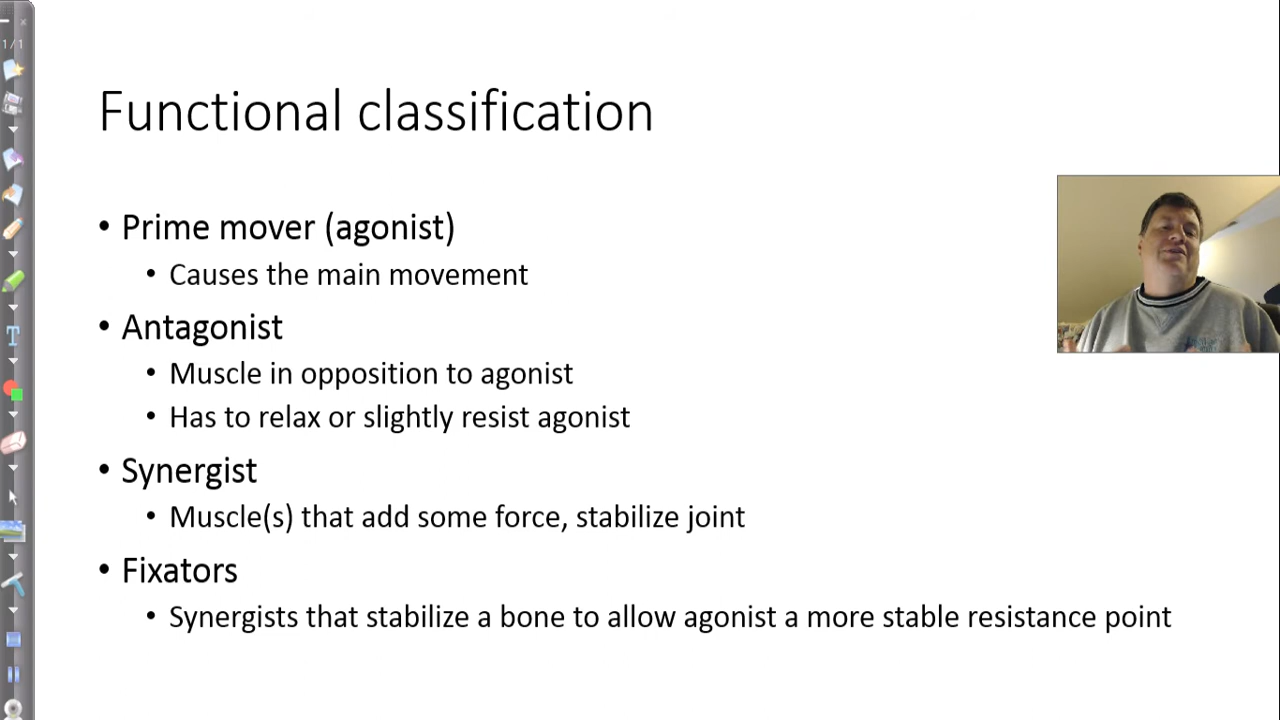 1/1
Functional classification
• Prime mover (agonist)
• Causes the main movement
• Antagonist
• Muscle in opposition to agonist
• Has to relax or slightly resist agonist
• Synergist
• Muscle(s) that add some force, stabilize joint
• Fixators
• Synergists that stabilize a bone to allow agonist a more stable resistance point
T